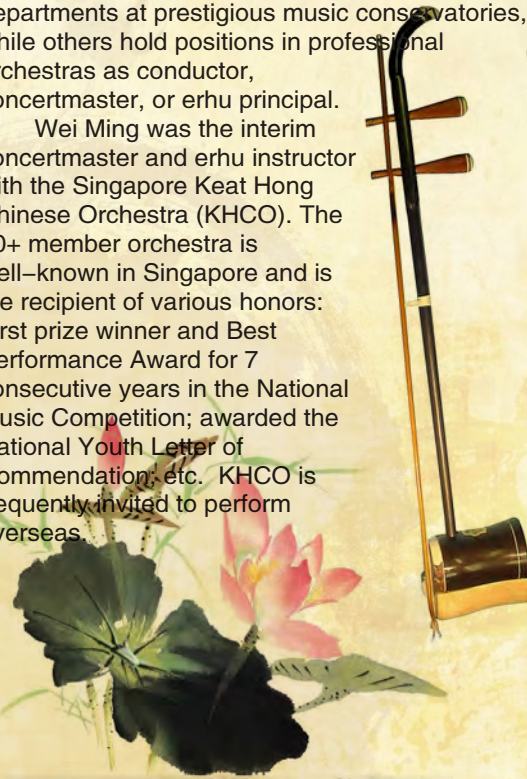 epartments at prestigious music conservatories,
hile others hold positions in professional
rchestras as conductor,
oncertmaster, or erhu principal.
Wei Ming was the interim
oncertmaster and erhu instructor
ith the Singapore Keat Hong
hinese Orchestra (KHCO). The
0+ member orchestra is
ell–known in Singapore and is
e recipient of various honors:
rst prize winner and Best
erformance Award for 7
onsecutive years in the National
usic Competition; awarded the
ational Youth Letter of
ommendation; etc.  KHCO is
equently invited to perform
verseas.